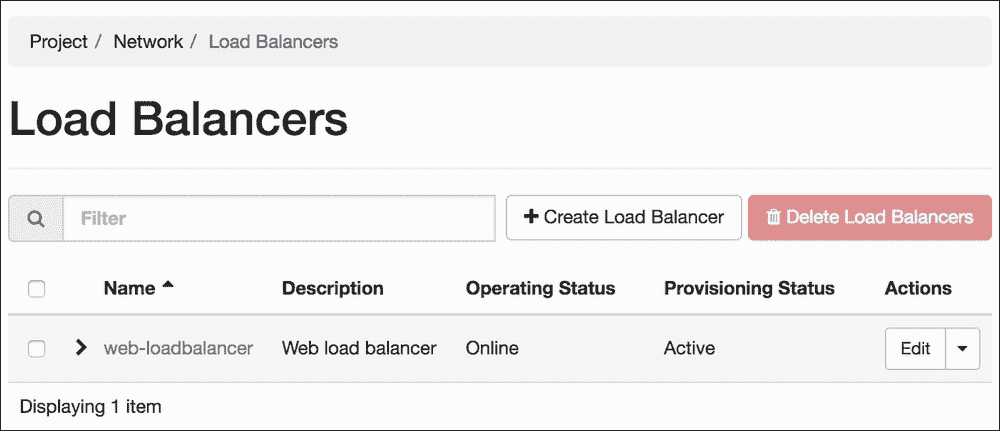 Project / Network / Load Balancers
Load Balancers
Filter
+ Create Load Balancer
Delete Load Balancers
Name Description Operating Status Provisioning Status Actions
web-loadbalancer Web load balancer Online Active Edit
Displaying 1 item